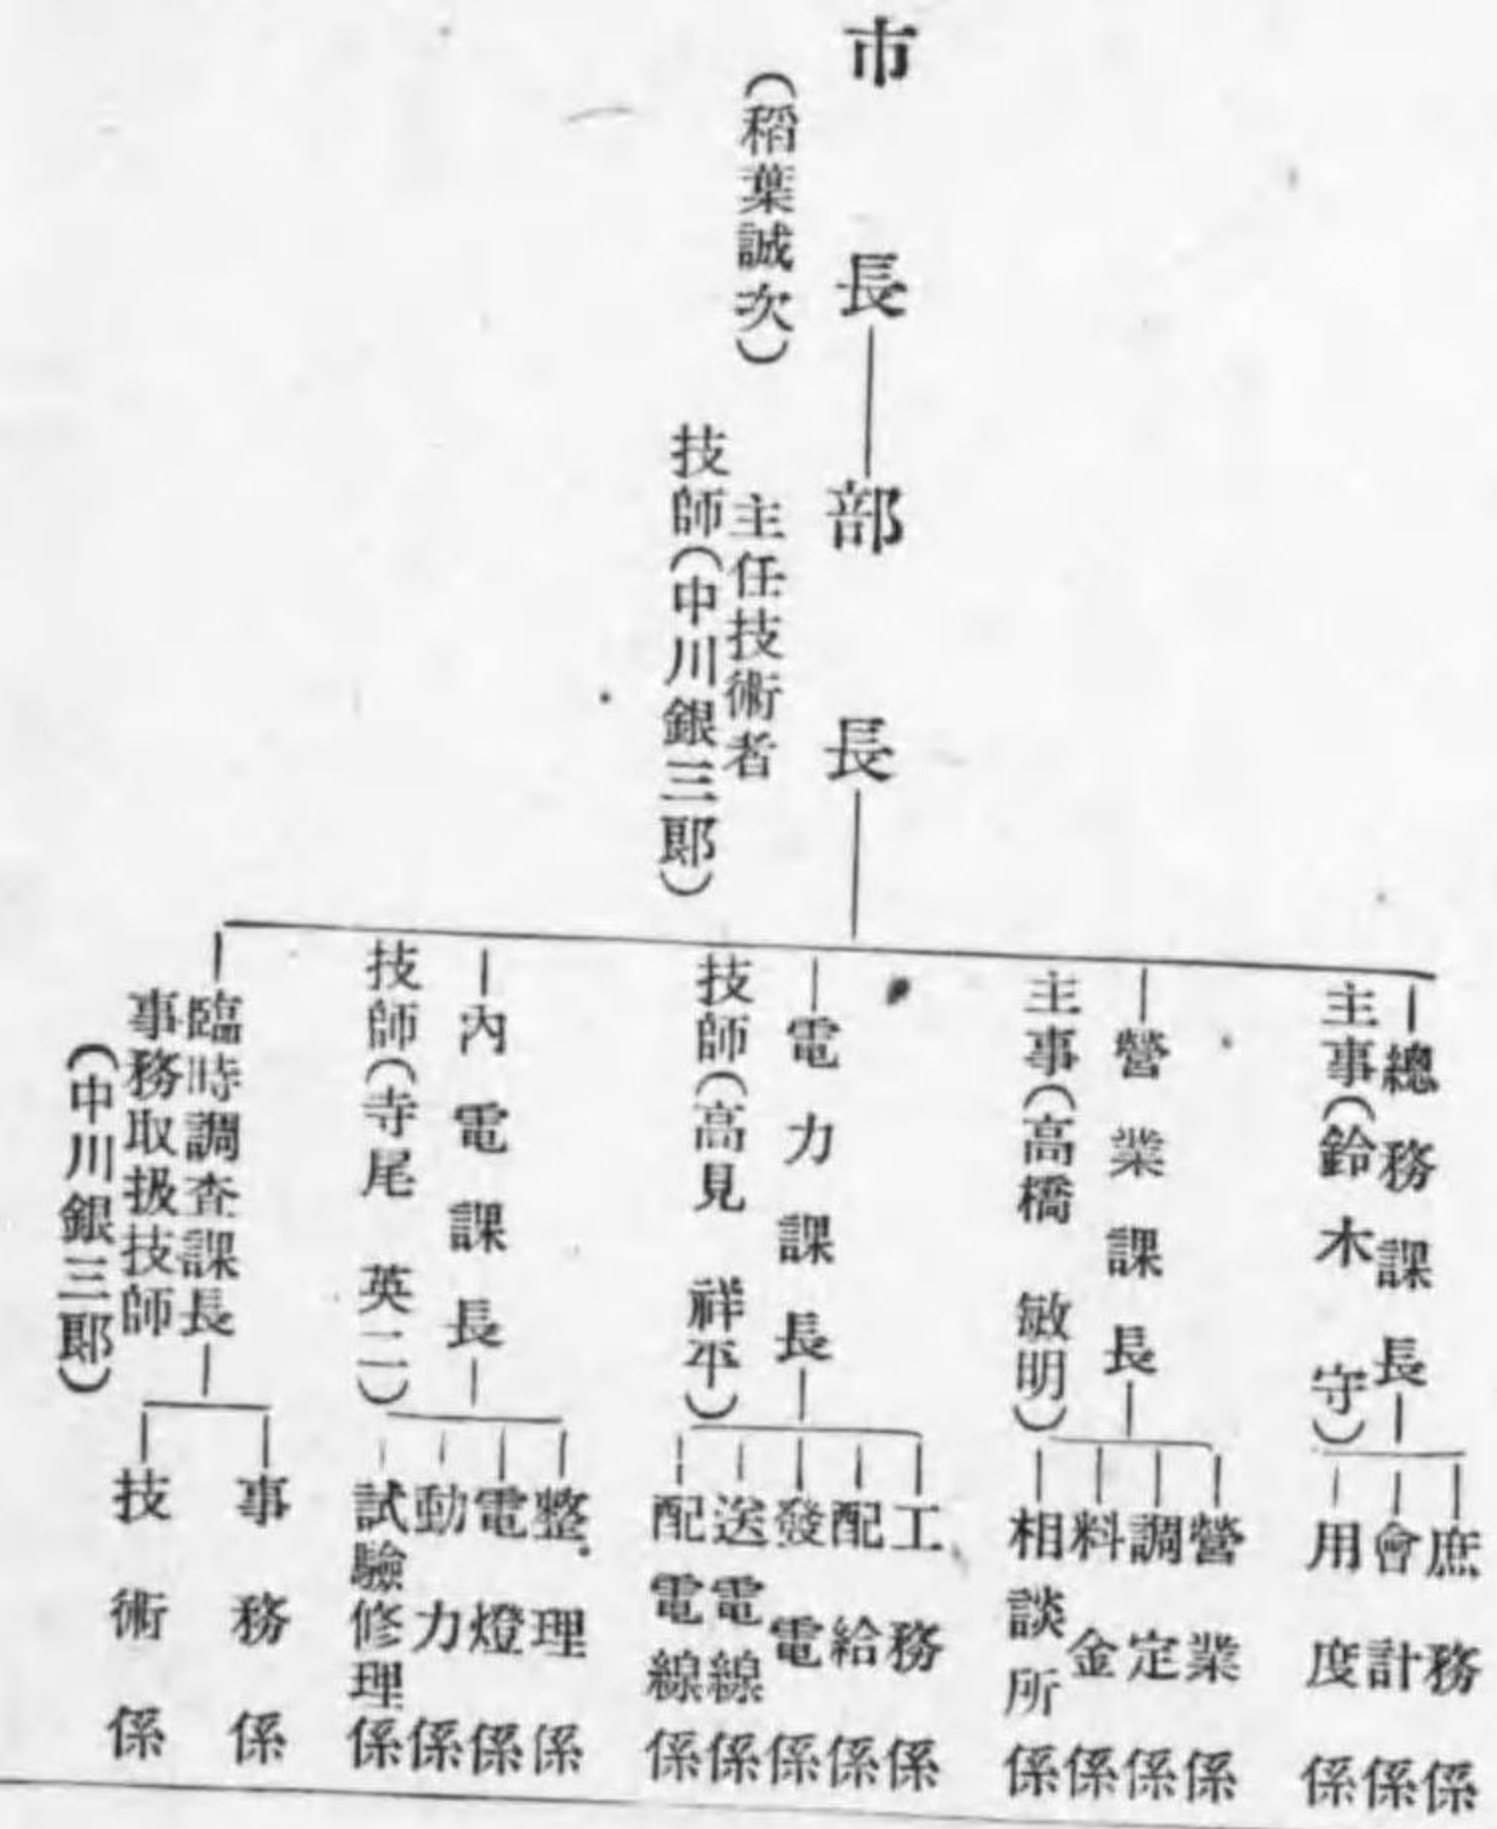 市長
(稻葉誠次)
部長
主任技術者
技師(中川銀三郎)
總務課長
主事(鈴木 守)
庶務係
會計係
用度係
營業課長
主事(高橋 敏明)
營業係
調定係
料金係
相談所係
電力課長
技師(高見 祥平)
工務係
配給係
發電係
送電線係
配電線係
內電課長
技師(寺尾 英二)
整理係
電燈係
動力係
試驗修理係
臨時調査課長
事務取扱技師
(中川銀三郎)
事務係
技術係